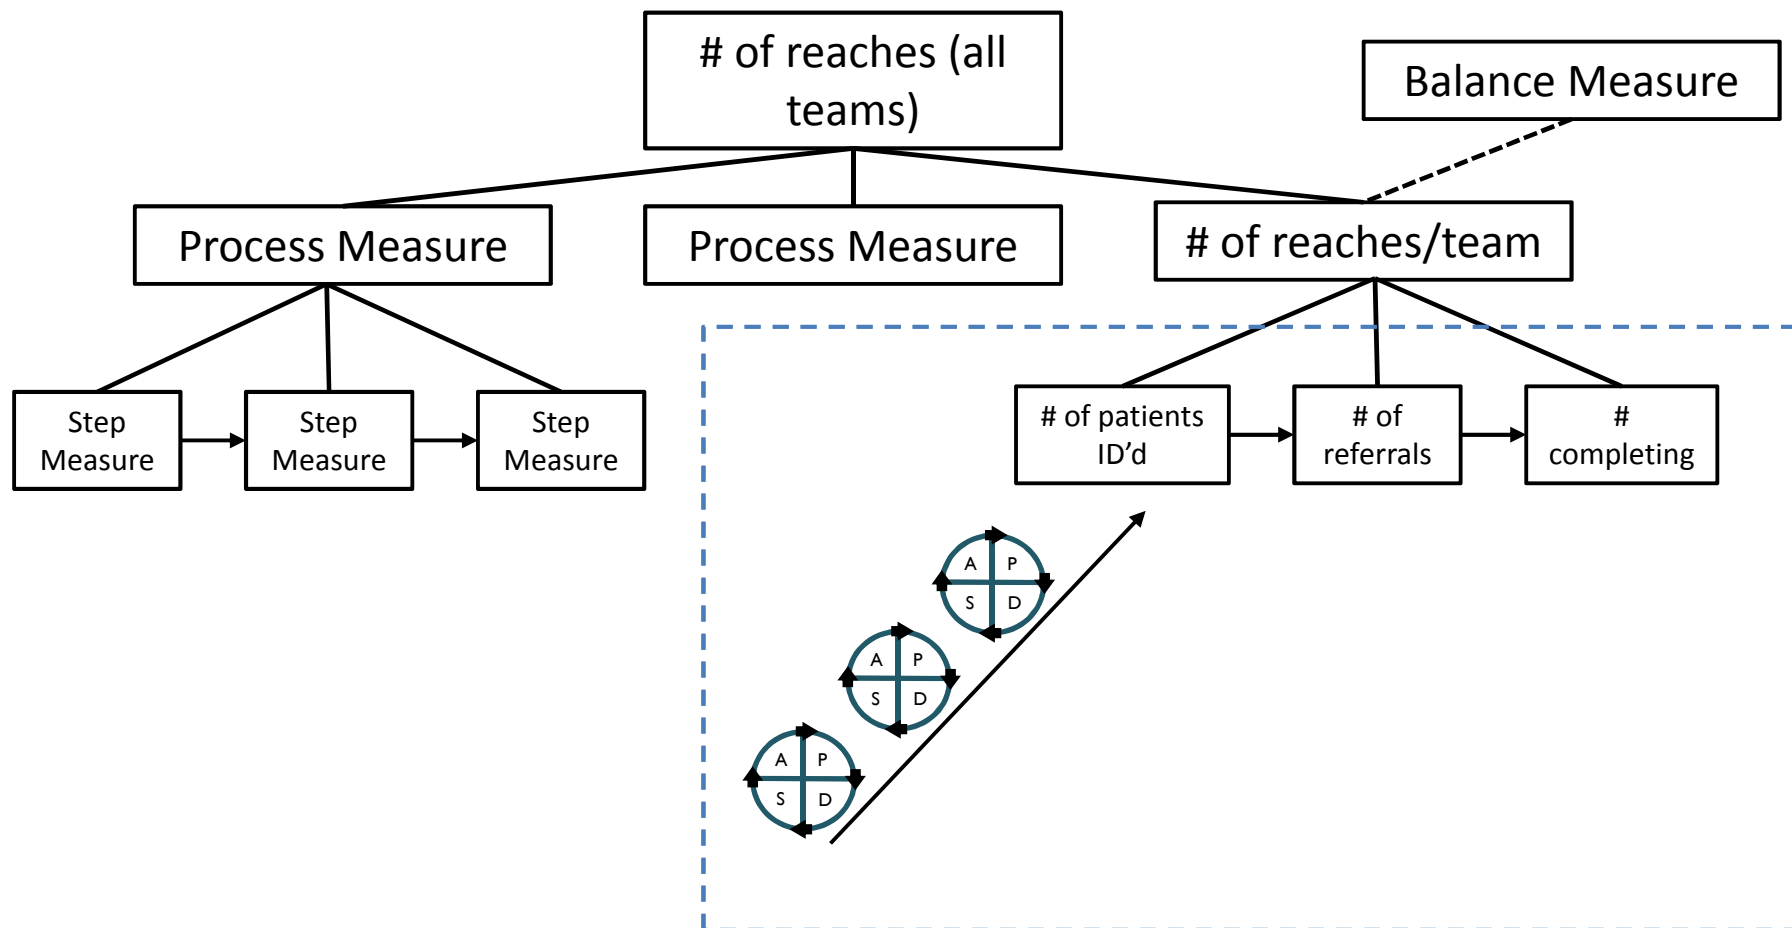 # of reaches (all
teams)
Balance Measure
Process Measure
Process Measure
# of reaches/team
Step
Measure
Step
Measure
Step
Measure
# of patients
ID’d
# of
referrals
#
completing
A P
S D
A P
S D
A P
S D